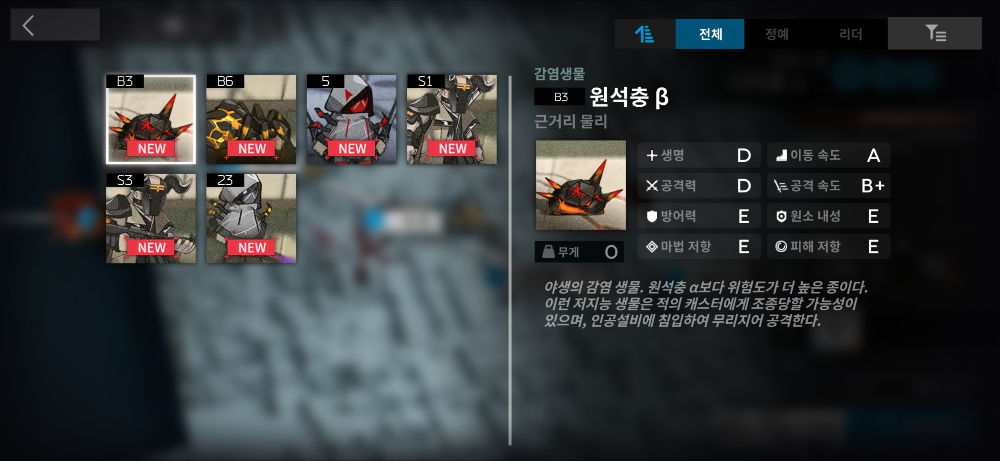 전체
정예
리더
B3
NEW
B6
NEW
5
NEW
S1
NEW
S3
NEW
23
NEW
감염생물
B3 원석충 β
근거리 물리
생명 D
이동 속도 A
공격력 D
공격 속도 B+
방어력 E
원소 내성 E
마법 저항 E
피해 저항 E
무게 0
야생의 감염 생물. 원석충 α보다 위험도가 더 높은 종이다.
이런 저지능 생물은 적의 캐스터에게 조종당할 가능성이
있으며, 인공설비에 침입하여 무리지어 공격한다.